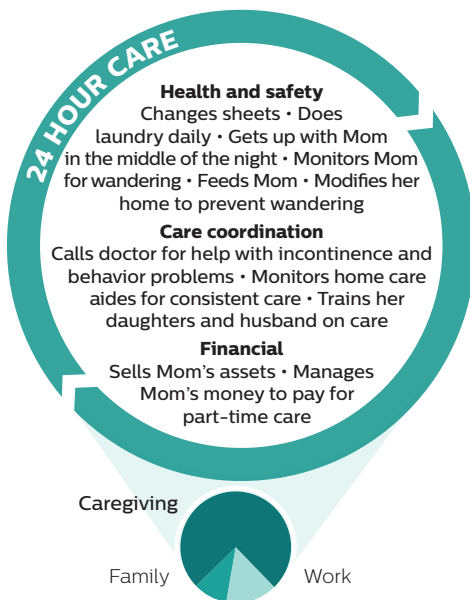 24 HOUR CARE
Health and safety
Changes sheets • Does
laundry daily • Gets up with Mom
in the middle of the night • Monitors Mom
for wandering • Feeds Mom • Modifies her
home to prevent wandering
Care coordination
Calls doctor for help with incontinence and
behavior problems • Monitors home care
aides for consistent care • Trains her
daughters and husband on care
Financial
Sells Mom’s assets • Manages
Mom’s money to pay for
part-time care
Caregiving
Family
Work